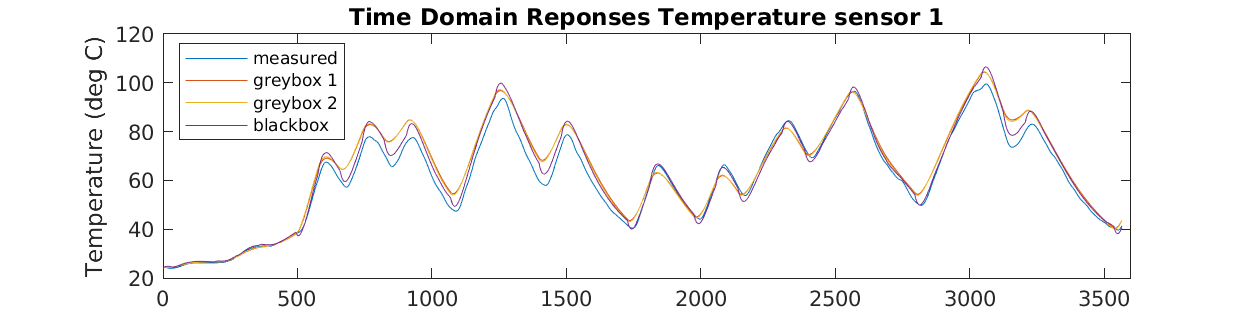 Time Domain Reponses Temperature sensor 1
Temperature (deg C)
120
100
80
60
40
20
measured
greybox 1
greybox 2
blackbox
0 500 1000 1500 2000 2500 3000 3500